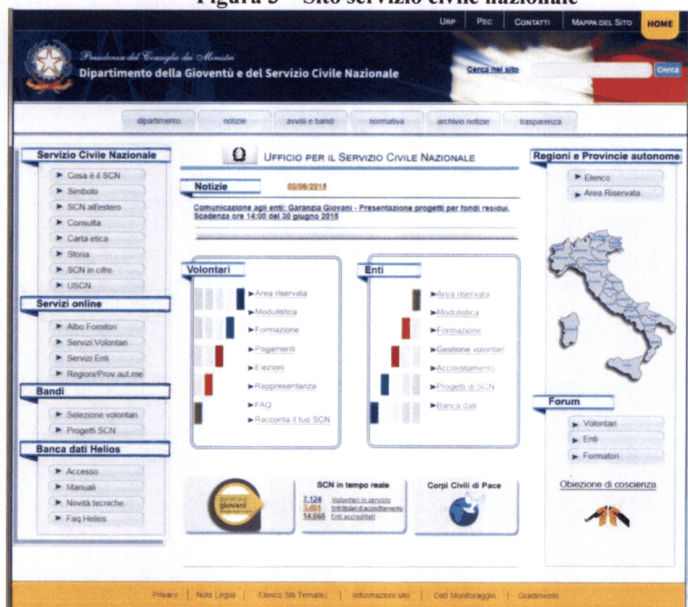 Figura 3 – Sito servizio civile nazionale
URP | PEC | CONTATTI | MAPPA DEL SITO | HOME
Presidenza del Consiglio dei Ministri
Dipartimento della Gioventù e del Servizio Civile Nazionale
Cerca nel sito
Cerca
dipartimento
notizie
avvisi e bandi
normativa
archivio notizie
trasparenza
Servizio Civile Nazionale
Cosa è il SCN
Simbolo
SCN all'estero
Consulta
Carta etica
Storia
SCN in cifre
USCN
Servizi online
Albo Fornitori
Servizi Volontari
Servizi Enti
Regioni/Prov.aut.me
Bandi
Selezione volontari
Progetti SCN
Banca dati Helios
Accesso
Manuali
Novità tecniche
Faq Helios
UFFICIO PER IL SERVIZIO CIVILE NAZIONALE
Notizie
02/06/2015
Comunicazione agli enti: Garanzia Giovani - Presentazione progetti per fondi residui.
Scadenza ore 14:00 del 30 giugno 2015
Volontari
Area riservata
Modulistica
Formazione
Pagamenti
Elezioni
Rappresentanza
FAQ
Racconta il tuo SCN
Enti
Area riservata
Modulistica
Formazione
Gestione volontari
Accreditamento
Progetti di SCN
Banca dati
garanzia
giovani
SCN in tempo reale
7.124 Volontari in servizio
14.660 Enti accreditati
Corpi Civili di Pace
Regioni e Provincie autonome
Elenco
Area Riservata
Forum
Volontari
Enti
Formatori
Obiezione di coscienza
Privacy | Note Legali | Elenco Siti Tematici | Informazioni sito | Dati Monitoraggio | Gradimento